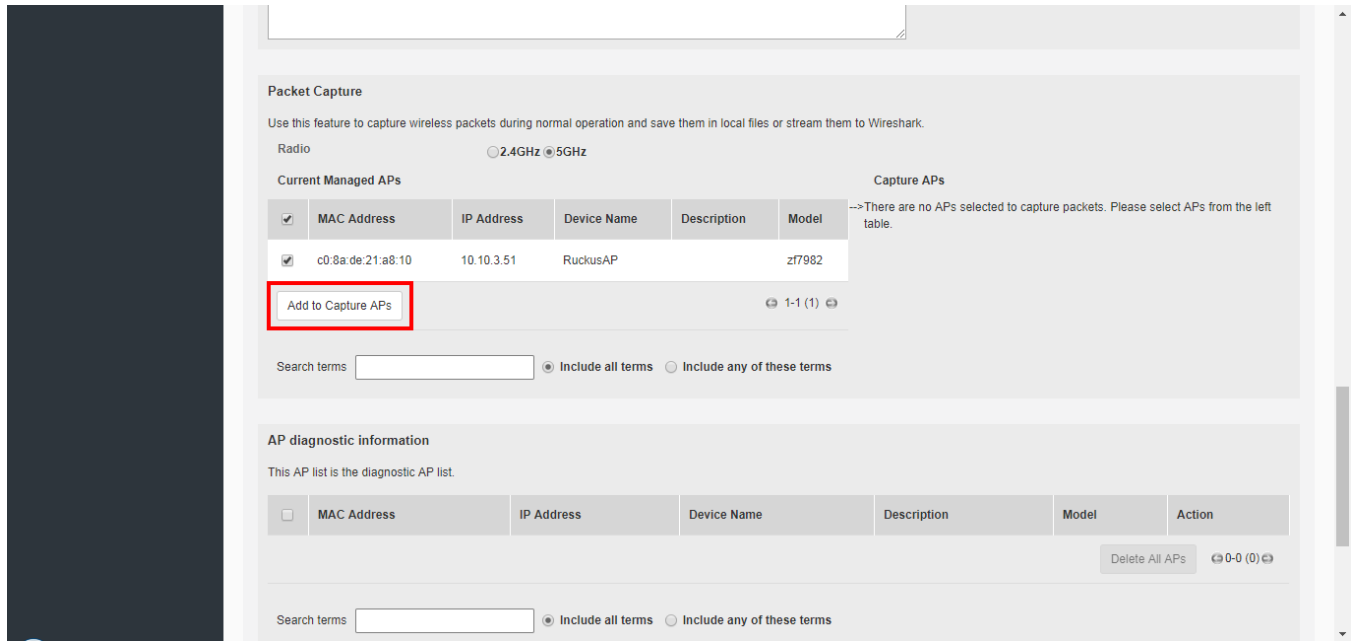 Packet Capture
Use this feature to capture wireless packets during normal operation and save them in local files or stream them to Wireshark.
Radio 2.4GHz 5GHz
Current Managed APs Capture APs
MAC Address IP Address Device Name Description Model
-->There are no APs selected to capture packets. Please select APs from the left
table.
c0:8a:de:21:a8:10 10.10.3.51 RuckusAP zf7982
Add to Capture APs 1-1 (1)
Search terms Include all terms Include any of these terms
AP diagnostic information
This AP list is the diagnostic AP list.
MAC Address IP Address Device Name Description Model Action
Delete All APs 0-0 (0)
Search terms Include all terms Include any of these terms